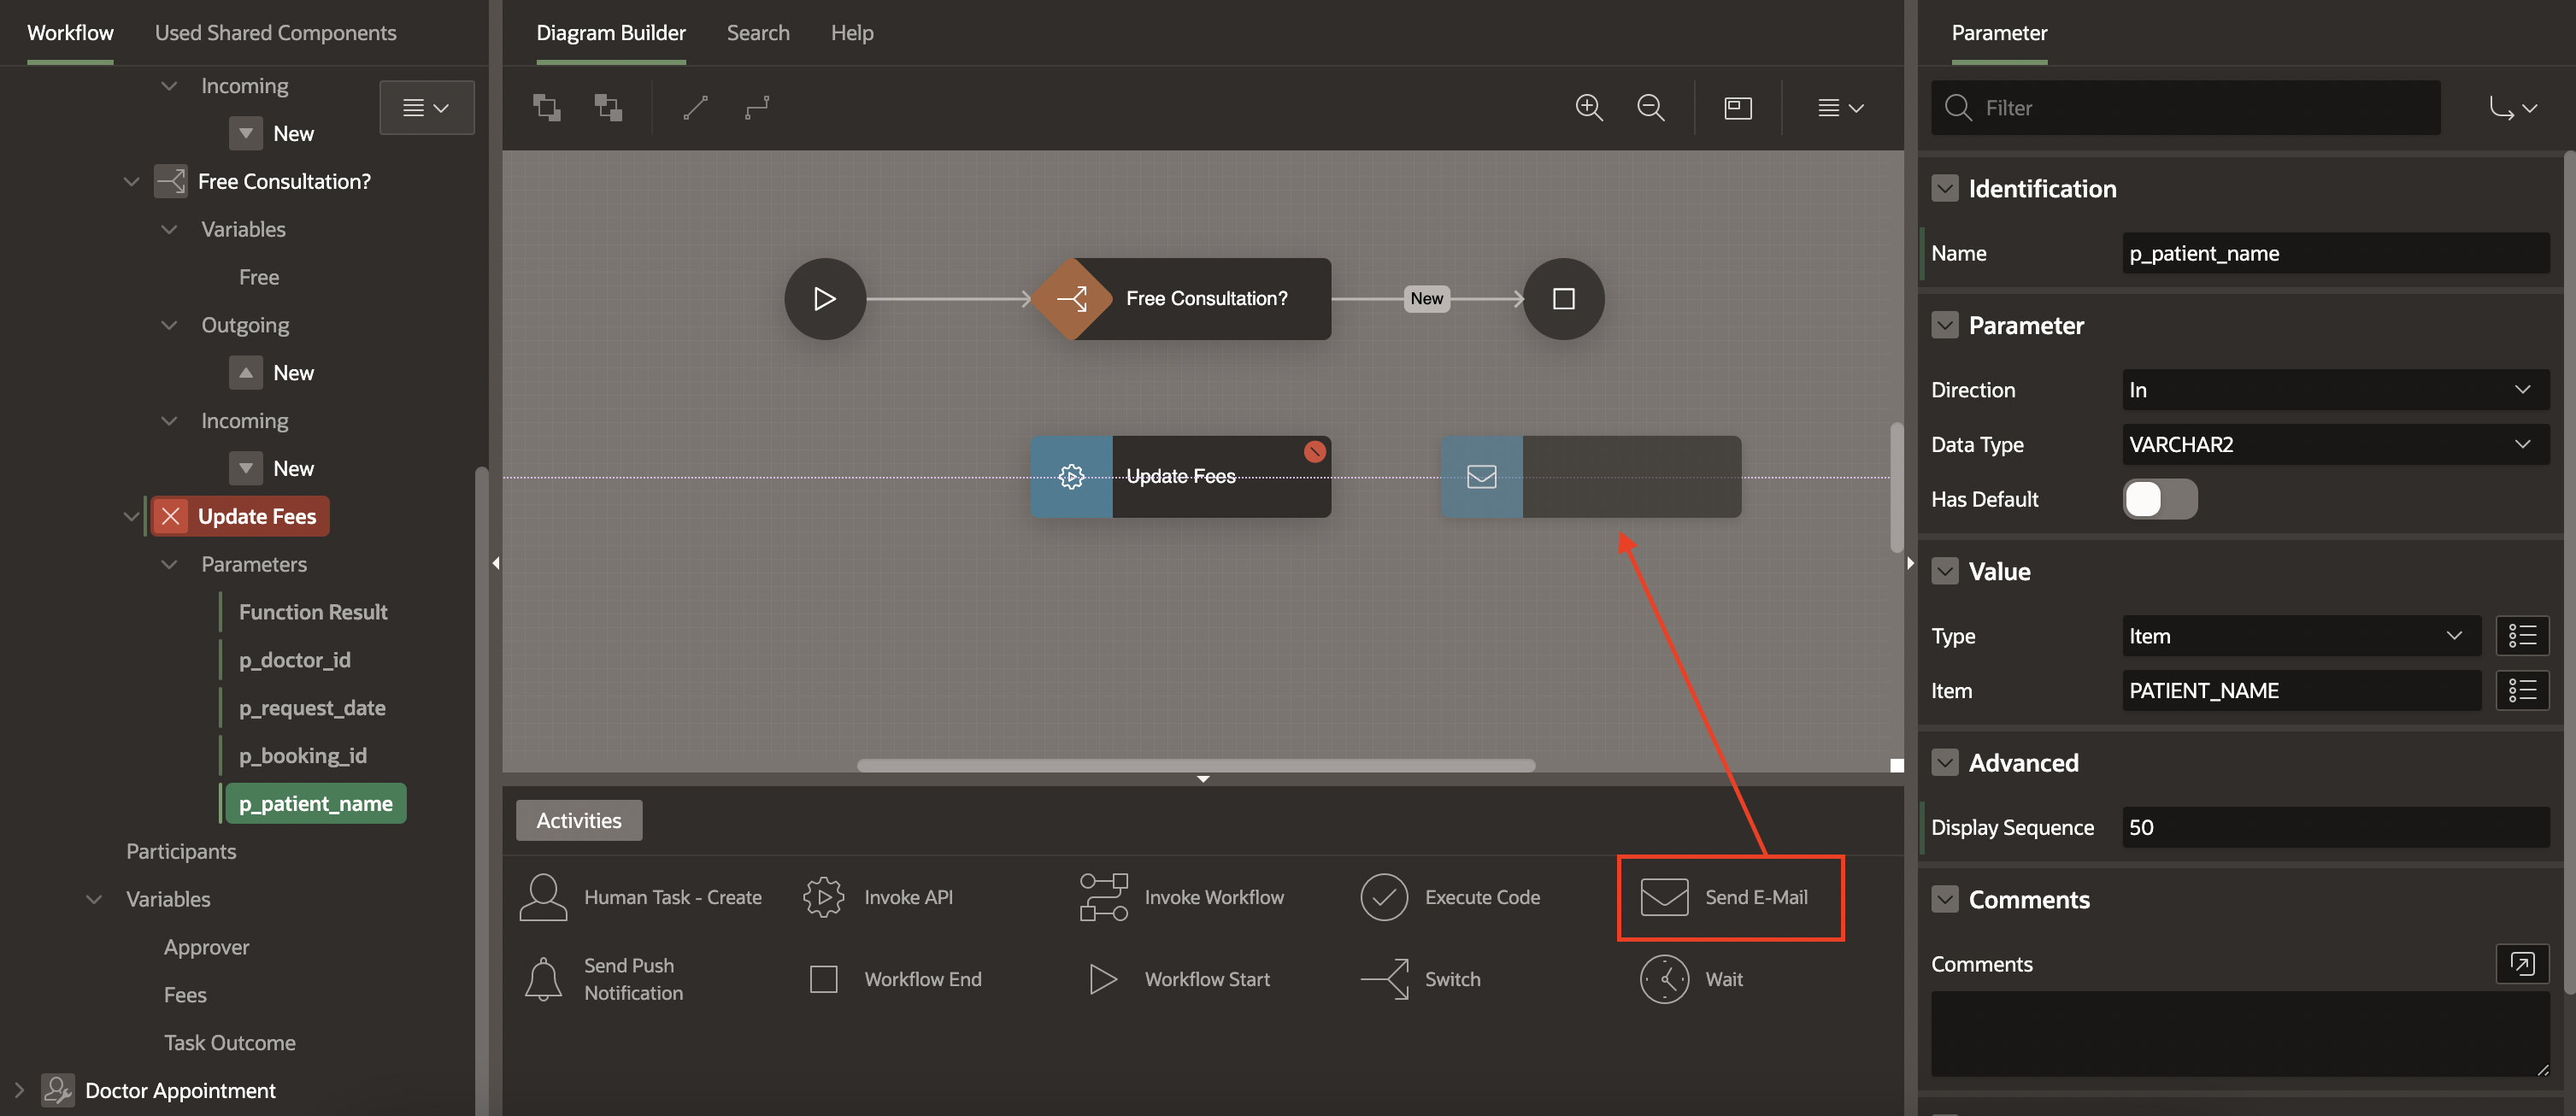 Workflow
Used Shared Components
Incoming
New
Free Consultation?
Variables
Free
Outgoing
New
Incoming
New
Update Fees
Parameters
Function Result
p_doctor_id
p_request_date
p_booking_id
p_patient_name
Participants
Variables
Approver
Fees
Task Outcome
Doctor Appointment
Diagram Builder
Search
Help
Free Consultation?
New
Update Fees
Activities
Human Task - Create
Invoke API
Invoke Workflow
Execute Code
Send E-Mail
Send Push
Notification
Workflow End
Workflow Start
Switch
Wait
Parameter
Filter
Identification
Name
p_patient_name
Parameter
Direction
In
Data Type
VARCHAR2
Has Default
Value
Type
Item
Item
PATIENT_NAME
Advanced
Display Sequence
50
Comments
Comments